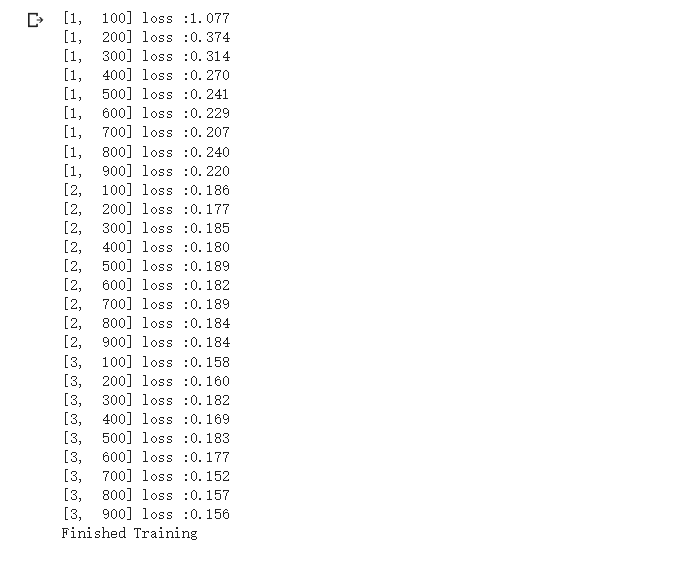 [1,   100] loss :1.077
[1,   200] loss :0.374
[1,   300] loss :0.314
[1,   400] loss :0.270
[1,   500] loss :0.241
[1,   600] loss :0.229
[1,   700] loss :0.207
[1,   800] loss :0.240
[1,   900] loss :0.220
[2,   100] loss :0.186
[2,   200] loss :0.177
[2,   300] loss :0.185
[2,   400] loss :0.180
[2,   500] loss :0.189
[2,   600] loss :0.182
[2,   700] loss :0.189
[2,   800] loss :0.184
[2,   900] loss :0.184
[3,   100] loss :0.158
[3,   200] loss :0.160
[3,   300] loss :0.182
[3,   400] loss :0.169
[3,   500] loss :0.183
[3,   600] loss :0.177
[3,   700] loss :0.152
[3,   800] loss :0.157
[3,   900] loss :0.156
Finished Training